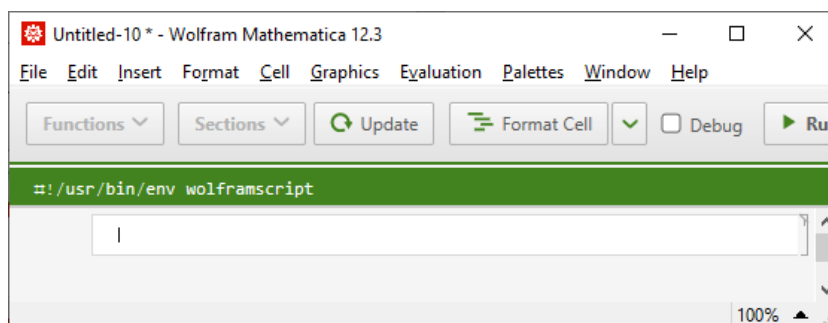 Untitled-10 * - Wolfram Mathematica 12.3
File Edit Insert Format Cell Graphics Evaluation Palettes Window Help
Functions Sections Update Format Cell Debug Ru
#!/usr/bin/env wolframscript
100%